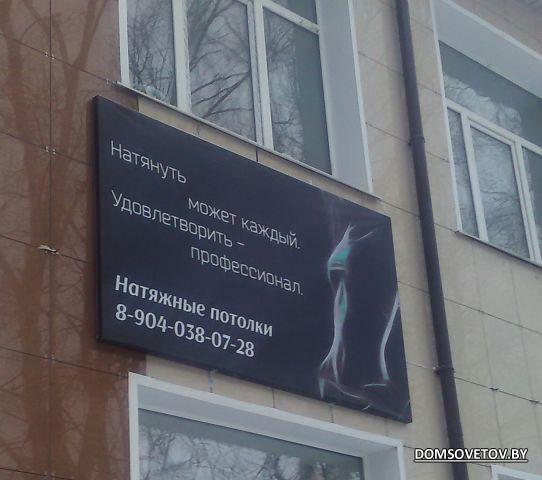 Натянуть
может каждый.
Удовлетворить –
профессионал.
Натяжные потолки
8-904-038-07-28
DOMSOVETOV.BY